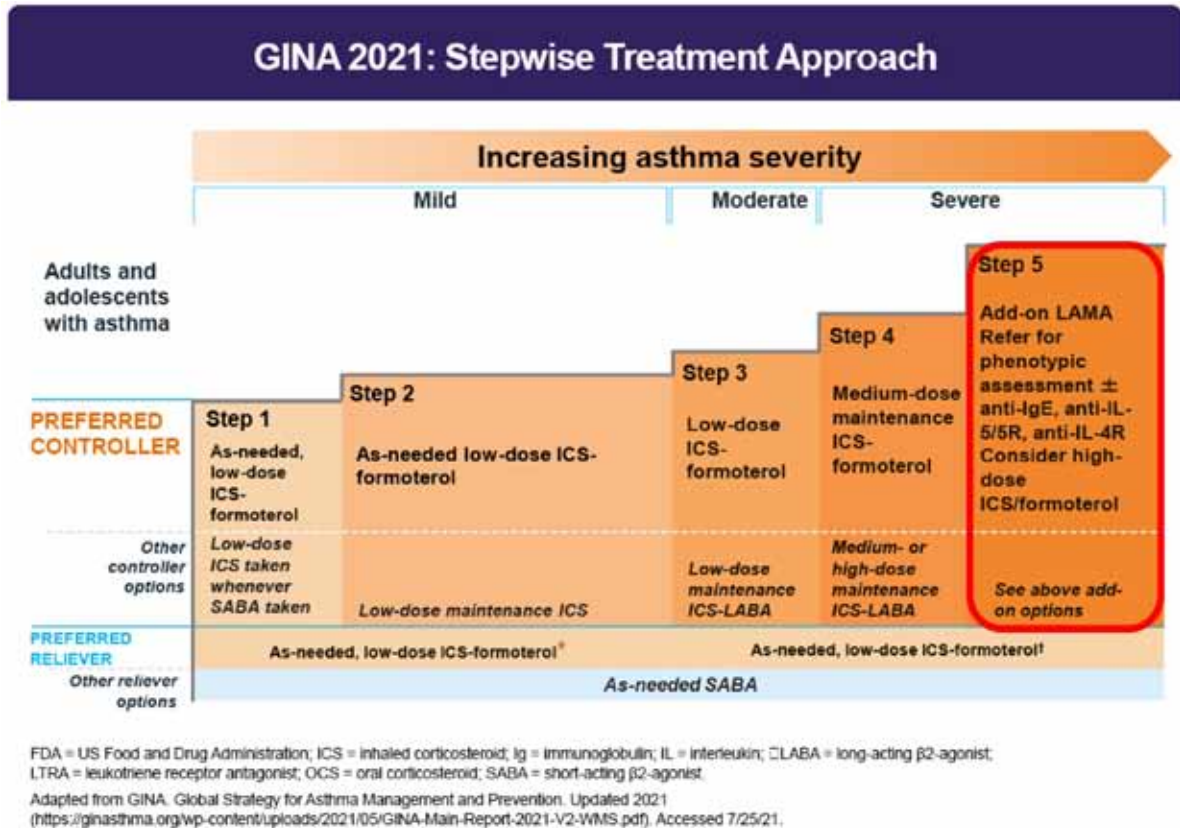 GINA 2021: Stepwise Treatment Approach
Increasing asthma severity
Mild
Moderate
Severe
Adults and
adolescents
with asthma
PREFERRED
CONTROLLER
Step 1
As-needed,
low-dose
ICS-
formoterol
Step 2
As-needed low-dose ICS-
formoterol
Step 3
Low-dose
ICS-
formoterol
Step 4
Medium-dose
maintenance
ICS-
formoterol
Step 5
Add-on LAMA
Refer for
phenotypic
assessment ±
anti-IgE, anti-IL-
5/5R, anti-IL-4R
Consider high-
dose
ICS/formoterol
Other
controller
options
Low-dose
ICS taken
whenever
SABA taken
Low-dose maintenance ICS
Low-dose
maintenance
ICS-LABA
Medium- or
high-dose
maintenance
ICS-LABA
See above add-
on options
PREFERRED
RELIEVER
As-needed, low-dose ICS-formoterol*
As-needed, low-dose ICS-formoterol†
Other reliever
options
As-needed SABA
FDA = US Food and Drug Administration; ICS = inhaled corticosteroid; Ig = immunoglobulin; IL = interleukin; □LABA = long-acting β2-agonist;
LTRA = leukotriene receptor antagonist; OCS = oral corticosteroid; SABA = short-acting β2-agonist.
Adapted from GINA. Global Strategy for Asthma Management and Prevention. Updated 2021
(https://ginasthma.org/wp-content/uploads/2021/05/GINA-Main-Report-2021-V2-WMS.pdf). Accessed 7/25/21.